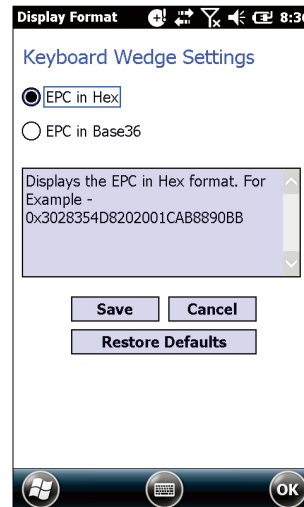 Display Format
8:36
Keyboard Wedge Settings
EPC in Hex
EPC in Base36
Displays the EPC in Hex format. For
Example -
0x3028354D8202001CAB8890BB
Save
Cancel
Restore Defaults
OK